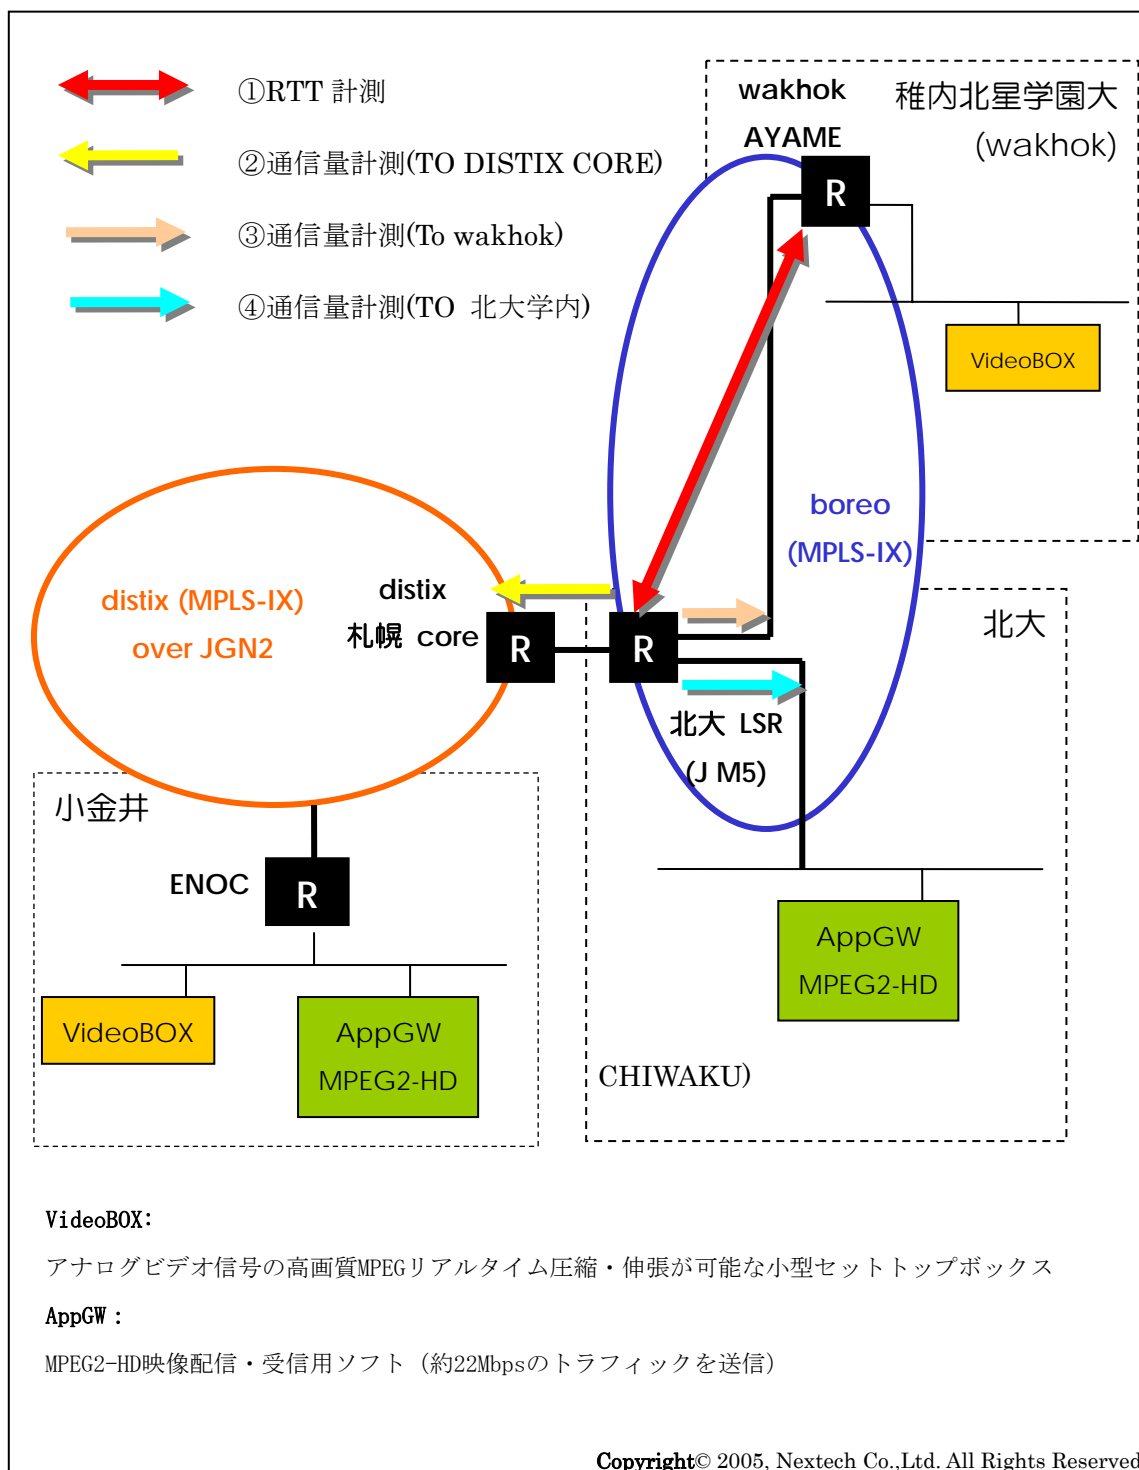 ①RTT 計測
②通信量計測(TO DISTIX CORE)
③通信量計測(To wakhok)
④通信量計測(TO 北大学内)
wakhok
AYAME
R
稚内北星学園大
(wakhok)
VideoBOX
boreo
(MPLS-IX)
distix (MPLS-IX)
over JGN2
distix
札幌 core
R
R
北大
北大 LSR
(J M5)
小金井
ENOC
R
VideoBOX
AppGW
MPEG2-HD
AppGW
MPEG2-HD
CHIWAKU)
VideoBOX:
アナログビデオ信号の高画質MPEGリアルタイム圧縮・伸張が可能な小型セットトップボックス
AppGW：
MPEG2-HD映像配信・受信用ソフト（約22Mbpsのトラフィックを送信）
Copyright© 2005, Nextech Co.,Ltd. All Rights Reserved